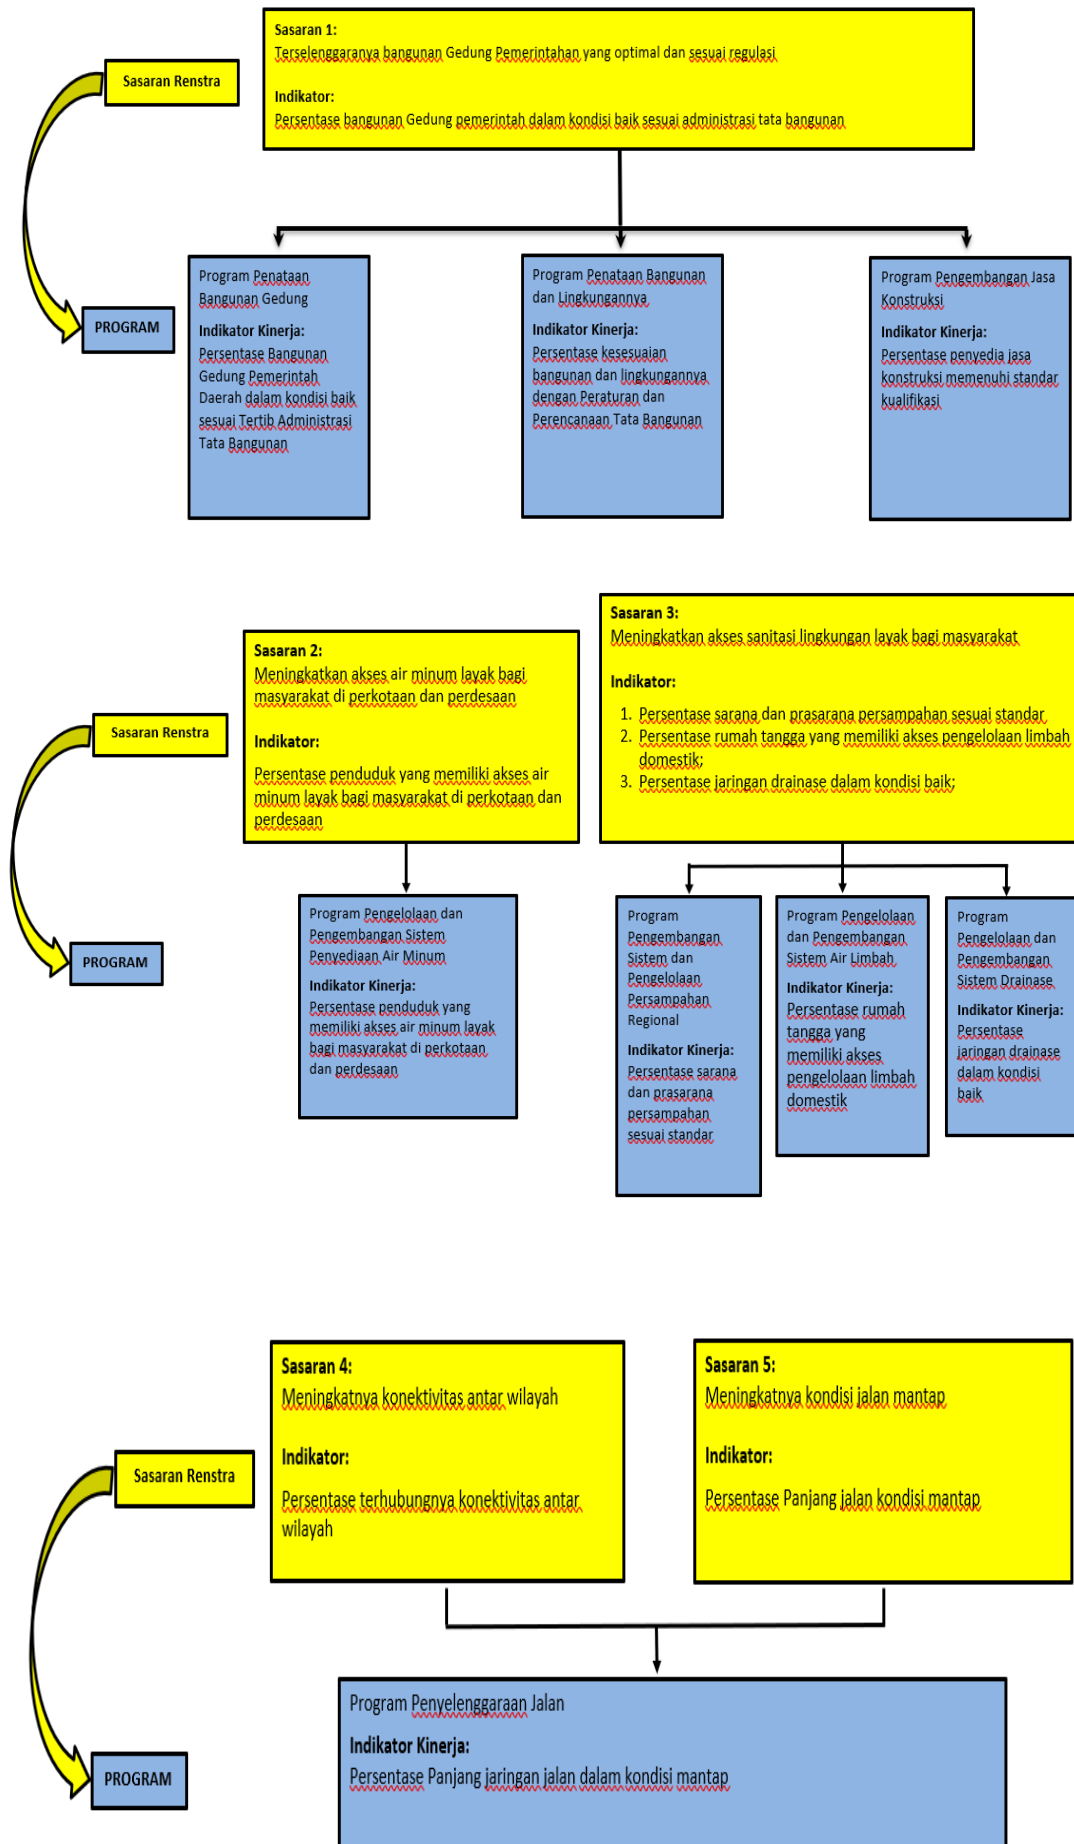 Sasaran Renstra
Sasaran 1:
Terselenggaranya bangunan Gedung Pemerintahan yang optimal dan sesuai regulasi
Indikator:
Persentase bangunan Gedung pemerintah dalam kondisi baik sesuai administrasi tata bangunan
PROGRAM
Program Penataan
Bangunan Gedung
Indikator Kinerja:
Persentase Bangunan
Gedung Pemerintah
Daerah dalam kondisi baik
sesuai Tertib Administrasi
Tata Bangunan
Program Penataan Bangunan
dan Lingkungannya
Indikator Kinerja:
Persentase kesesuaian
bangunan dan lingkungannya
dengan Peraturan dan
Perencanaan Tata Bangunan
Program Pengembangan Jasa
Konstruksi
Indikator Kinerja:
Persentase penyedia jasa
konstruksi memenuhi standar
kualifikasi
Sasaran Renstra
Sasaran 2:
Meningkatkan akses air minum layak bagi
masyarakat di perkotaan dan perdesaan
Indikator:
Persentase penduduk yang memiliki akses air
minum layak bagi masyarakat di perkotaan dan
perdesaan
Sasaran 3:
Meningkatkan akses sanitasi lingkungan layak bagi masyarakat
Indikator:
1. Persentase sarana dan prasarana persampahan sesuai standar
2. Persentase rumah tangga yang memiliki akses pengelolaan limbah
domestik;
3. Persentase jaringan drainase dalam kondisi baik;
PROGRAM
Program Pengelolaan dan
Pengembangan Sistem
Penyediaan Air Minum
Indikator Kinerja:
Persentase penduduk yang
memiliki akses air minum layak
bagi masyarakat di perkotaan
dan perdesaan
Program
Pengembangan
Sistem dan
Pengelolaan
Persampahan
Regional
Indikator Kinerja:
Persentase sarana
dan prasarana
persampahan
sesuai standar
Program Pengelolaan
dan Pengembangan
Sistem Air Limbah
Indikator Kinerja:
Persentase rumah
tangga yang
memiliki akses
pengelolaan limbah
domestik
Program
Pengelolaan dan
Pengembangan
Sistem Drainase
Indikator Kinerja:
Persentase
jaringan drainase
dalam kondisi
baik
Sasaran Renstra
Sasaran 4:
Meningkatnya konektivitas antar wilayah
Indikator:
Persentase terhubungnya konektivitas antar
wilayah
Sasaran 5:
Meningkatnya kondisi jalan mantap
Indikator:
Persentase Panjang jalan kondisi mantap
PROGRAM
Program Penyelenggaraan Jalan
Indikator Kinerja:
Persentase Panjang jaringan jalan dalam kondisi mantap